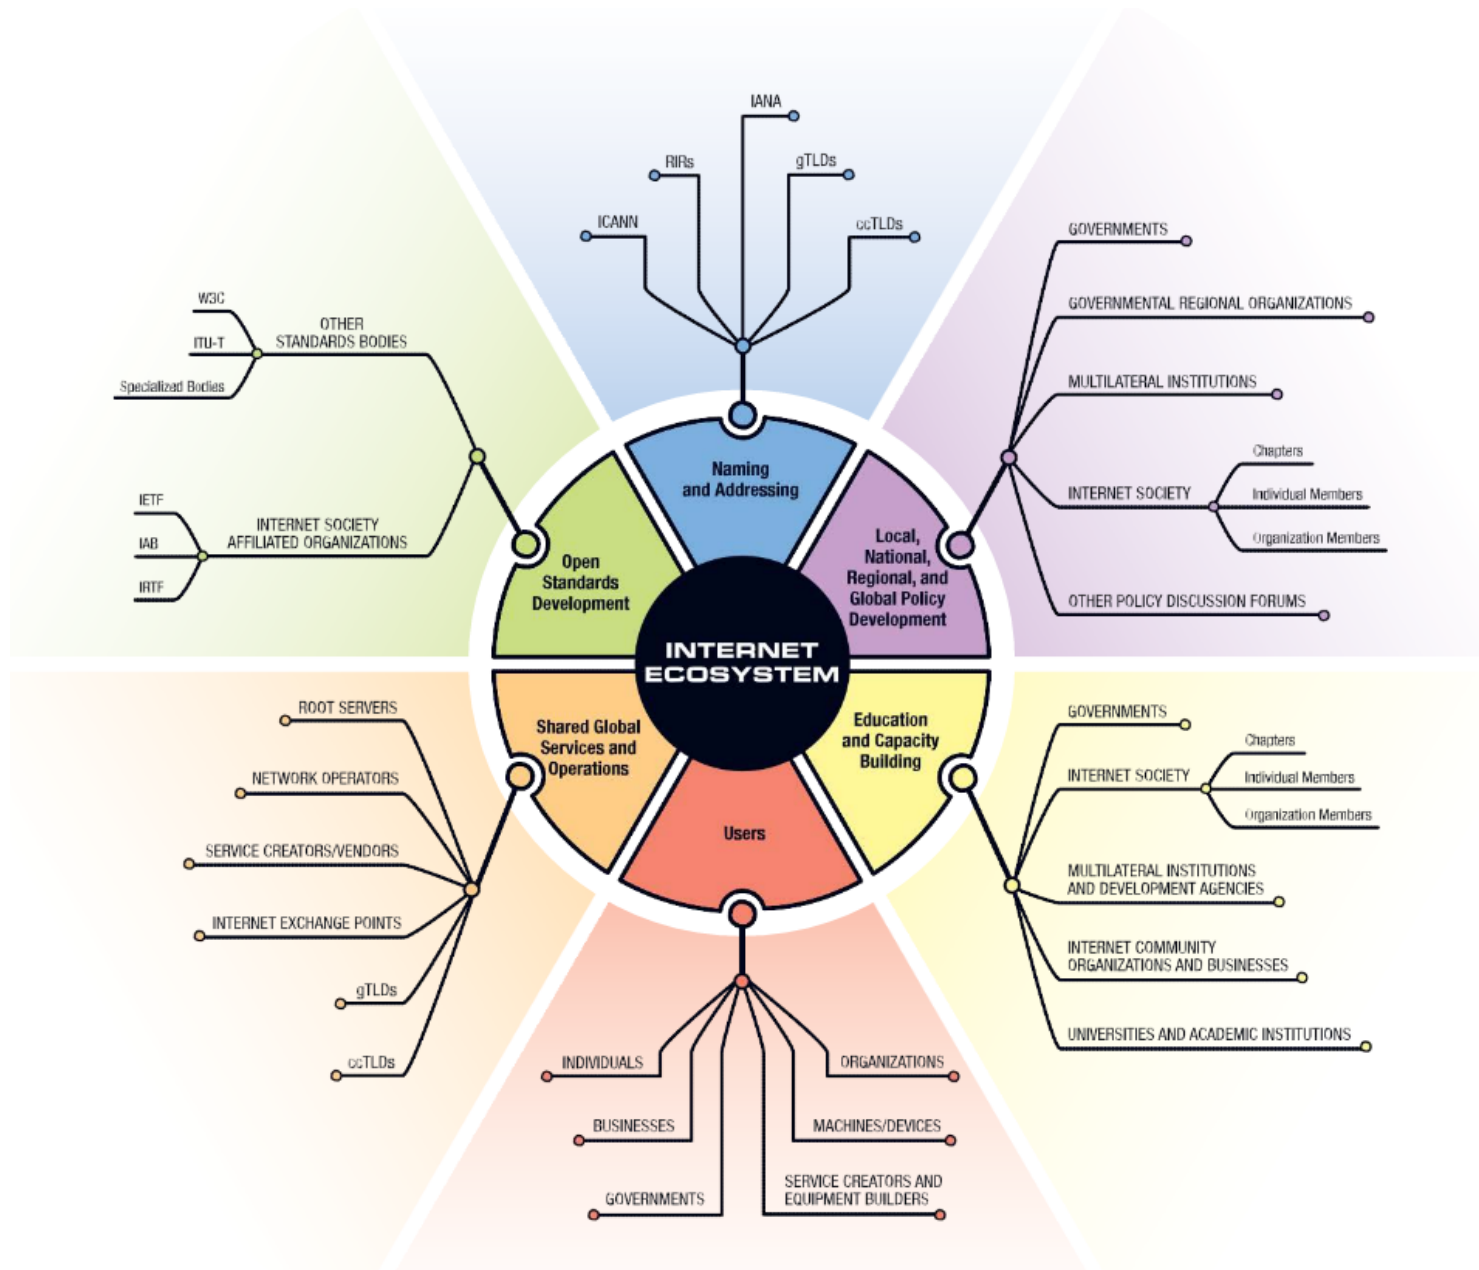 IANA
RIRs
gTLDs
ICANN
ccTLDs
GOVERNMENTS
GOVERNMENTAL REGIONAL ORGANIZATIONS
MULTILATERAL INSTITUTIONS
INTERNET SOCIETY
Chapters
Individual Members
Organization Members
OTHER POLICY DISCUSSION FORUMS
W3C
ITU-T
Specialized Bodies
OTHER
STANDARDS BODIES
IETF
IAB
IRTF
INTERNET SOCIETY
AFFILIATED ORGANIZATIONS
Naming
and Addressing
Local,
National,
Regional, and
Global Policy
Development
Open
Standards
Development
INTERNET
ECOSYSTEM
Shared Global
Services and
Operations
Education
and Capacity
Building
Users
ROOT SERVERS
NETWORK OPERATORS
SERVICE CREATORS/VENDORS
INTERNET EXCHANGE POINTS
gTLDs
ccTLDs
GOVERNMENTS
INTERNET SOCIETY
Chapters
Individual Members
Organization Members
MULTILATERAL INSTITUTIONS
AND DEVELOPMENT AGENCIES
INTERNET COMMUNITY
ORGANIZATIONS AND BUSINESSES
UNIVERSITIES AND ACADEMIC INSTITUTIONS
INDIVIDUALS
BUSINESSES
GOVERNMENTS
ORGANIZATIONS
MACHINES/DEVICES
SERVICE CREATORS AND
EQUIPMENT BUILDERS